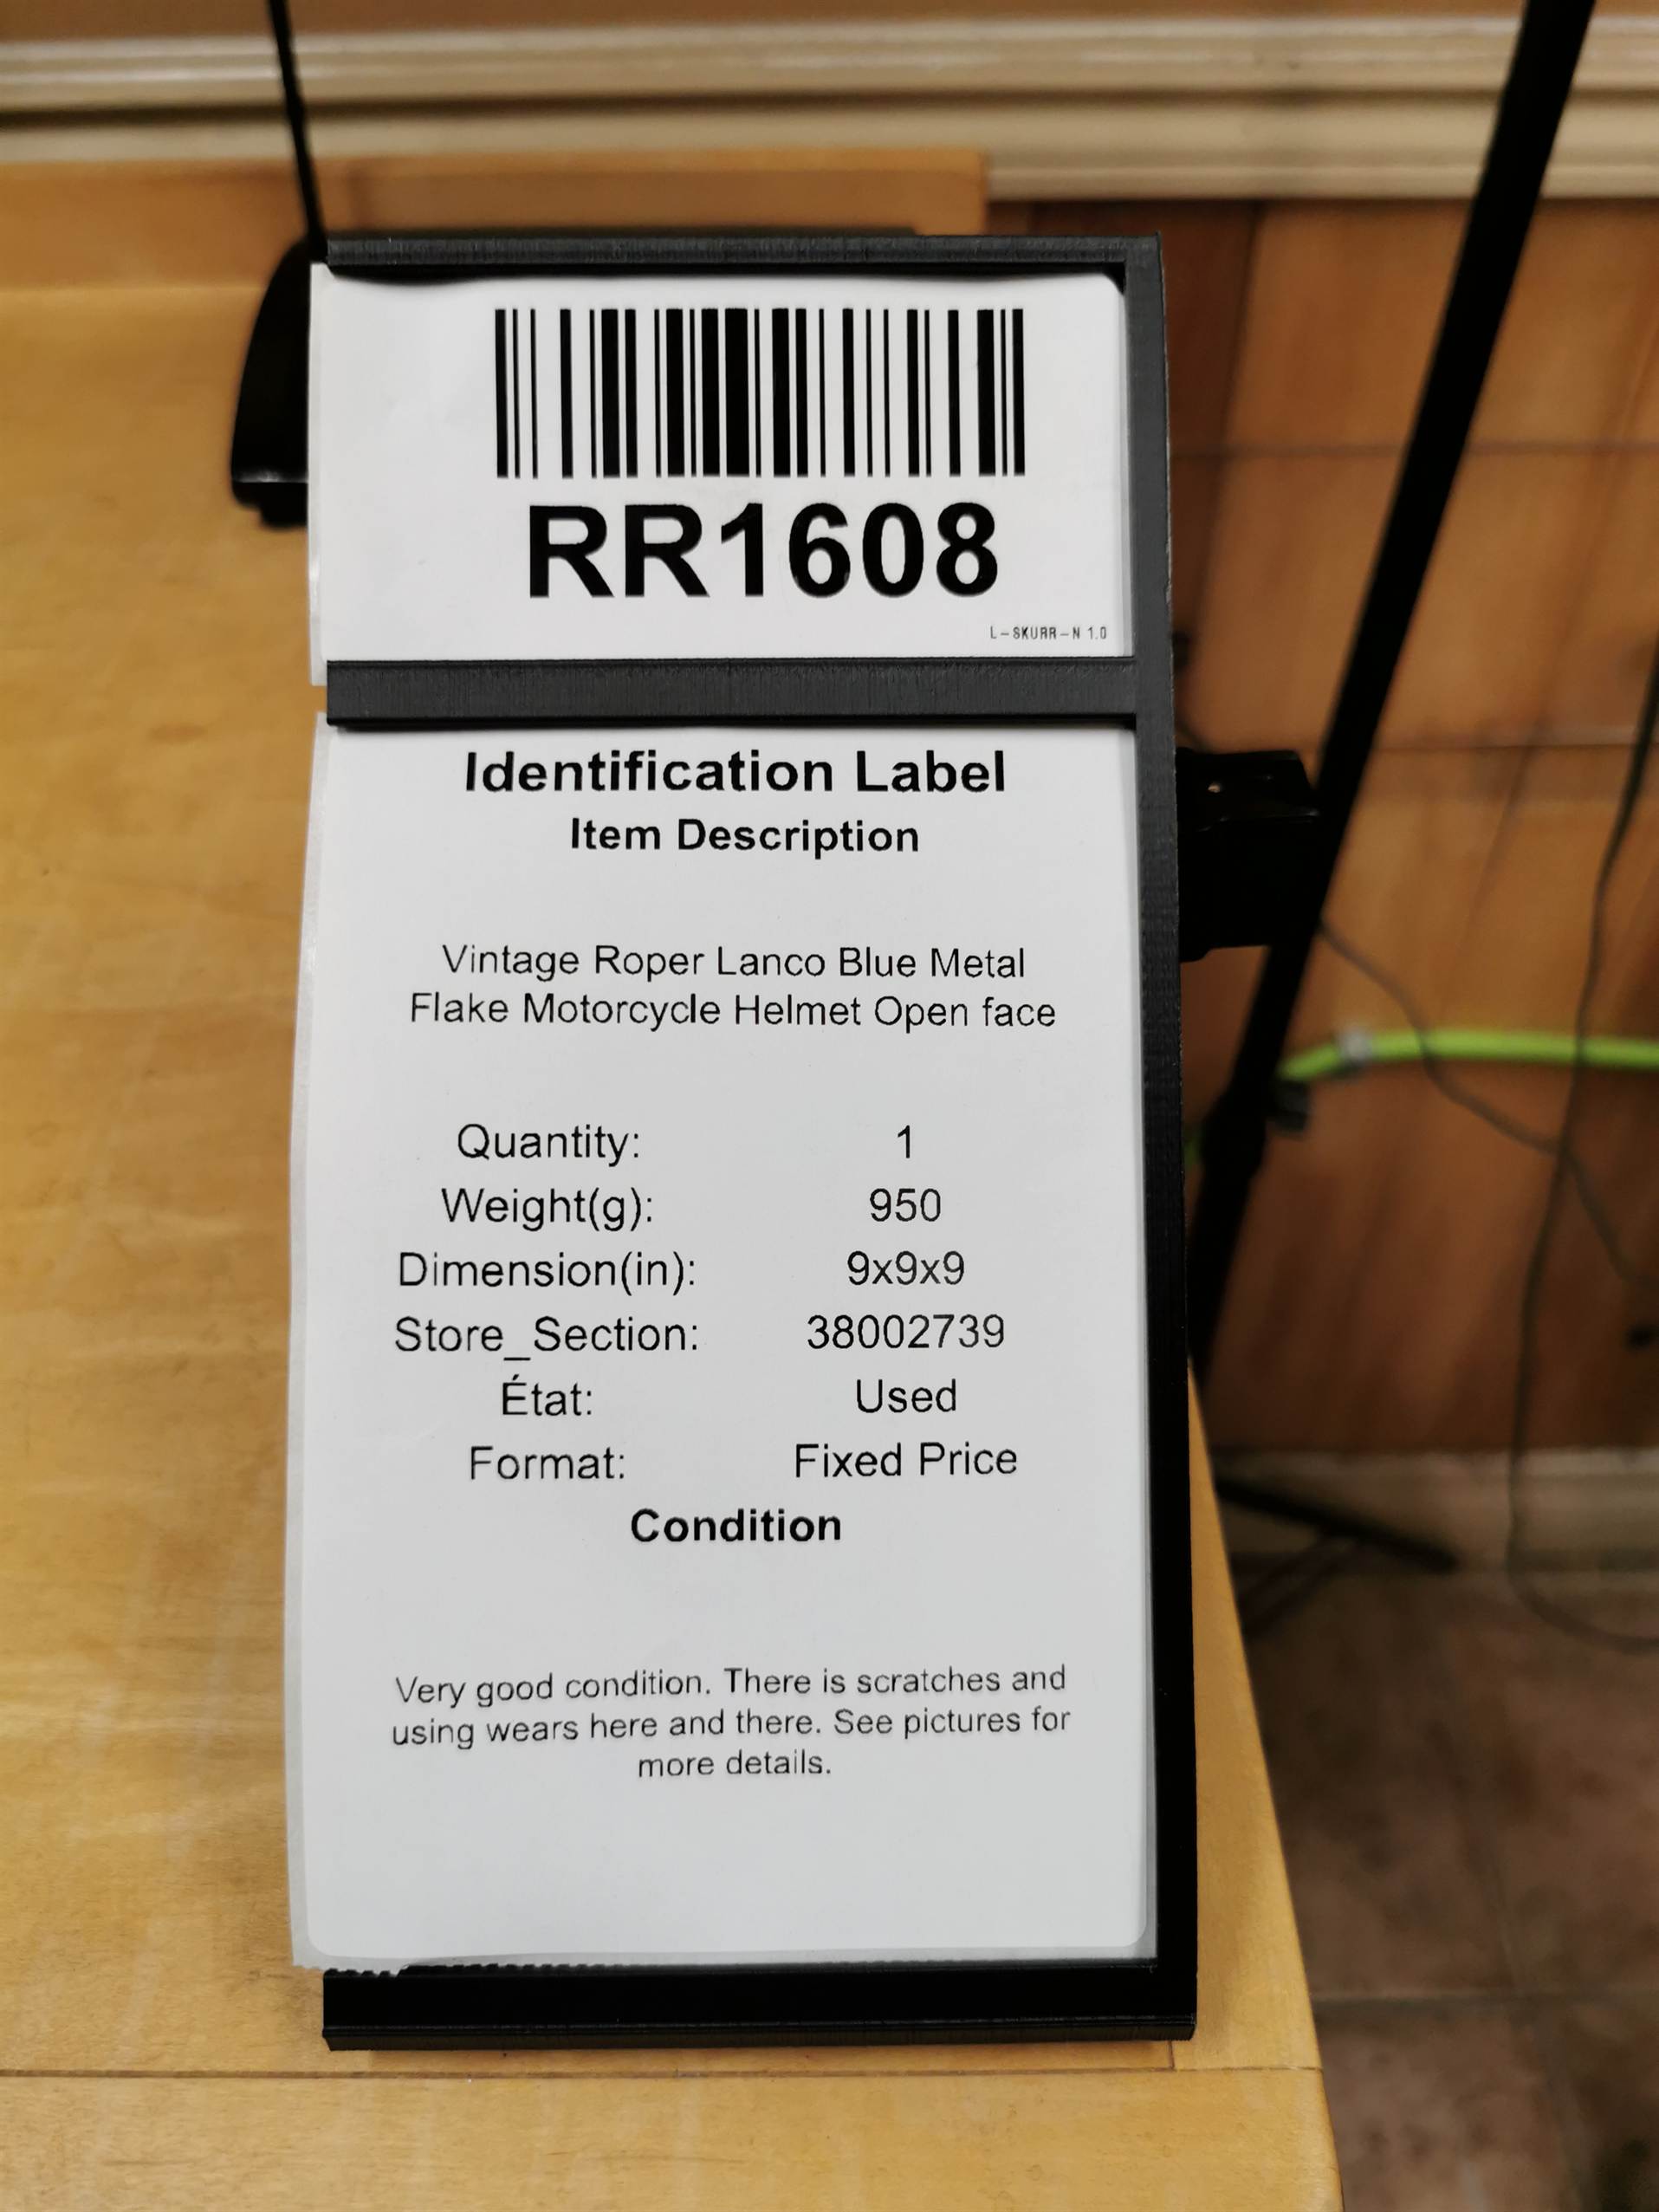 RR1608
L-SKURR-N 1.0
Identification Label
Item Description
Vintage Roper Lanco Blue Metal
Flake Motorcycle Helmet Open face
Quantity: 1
Weight(g): 950
Dimension(in): 9x9x9
Store_Section: 38002739
État: Used
Format: Fixed Price
Condition
Very good condition. There is scratches and
using wears here and there. See pictures for
more details.